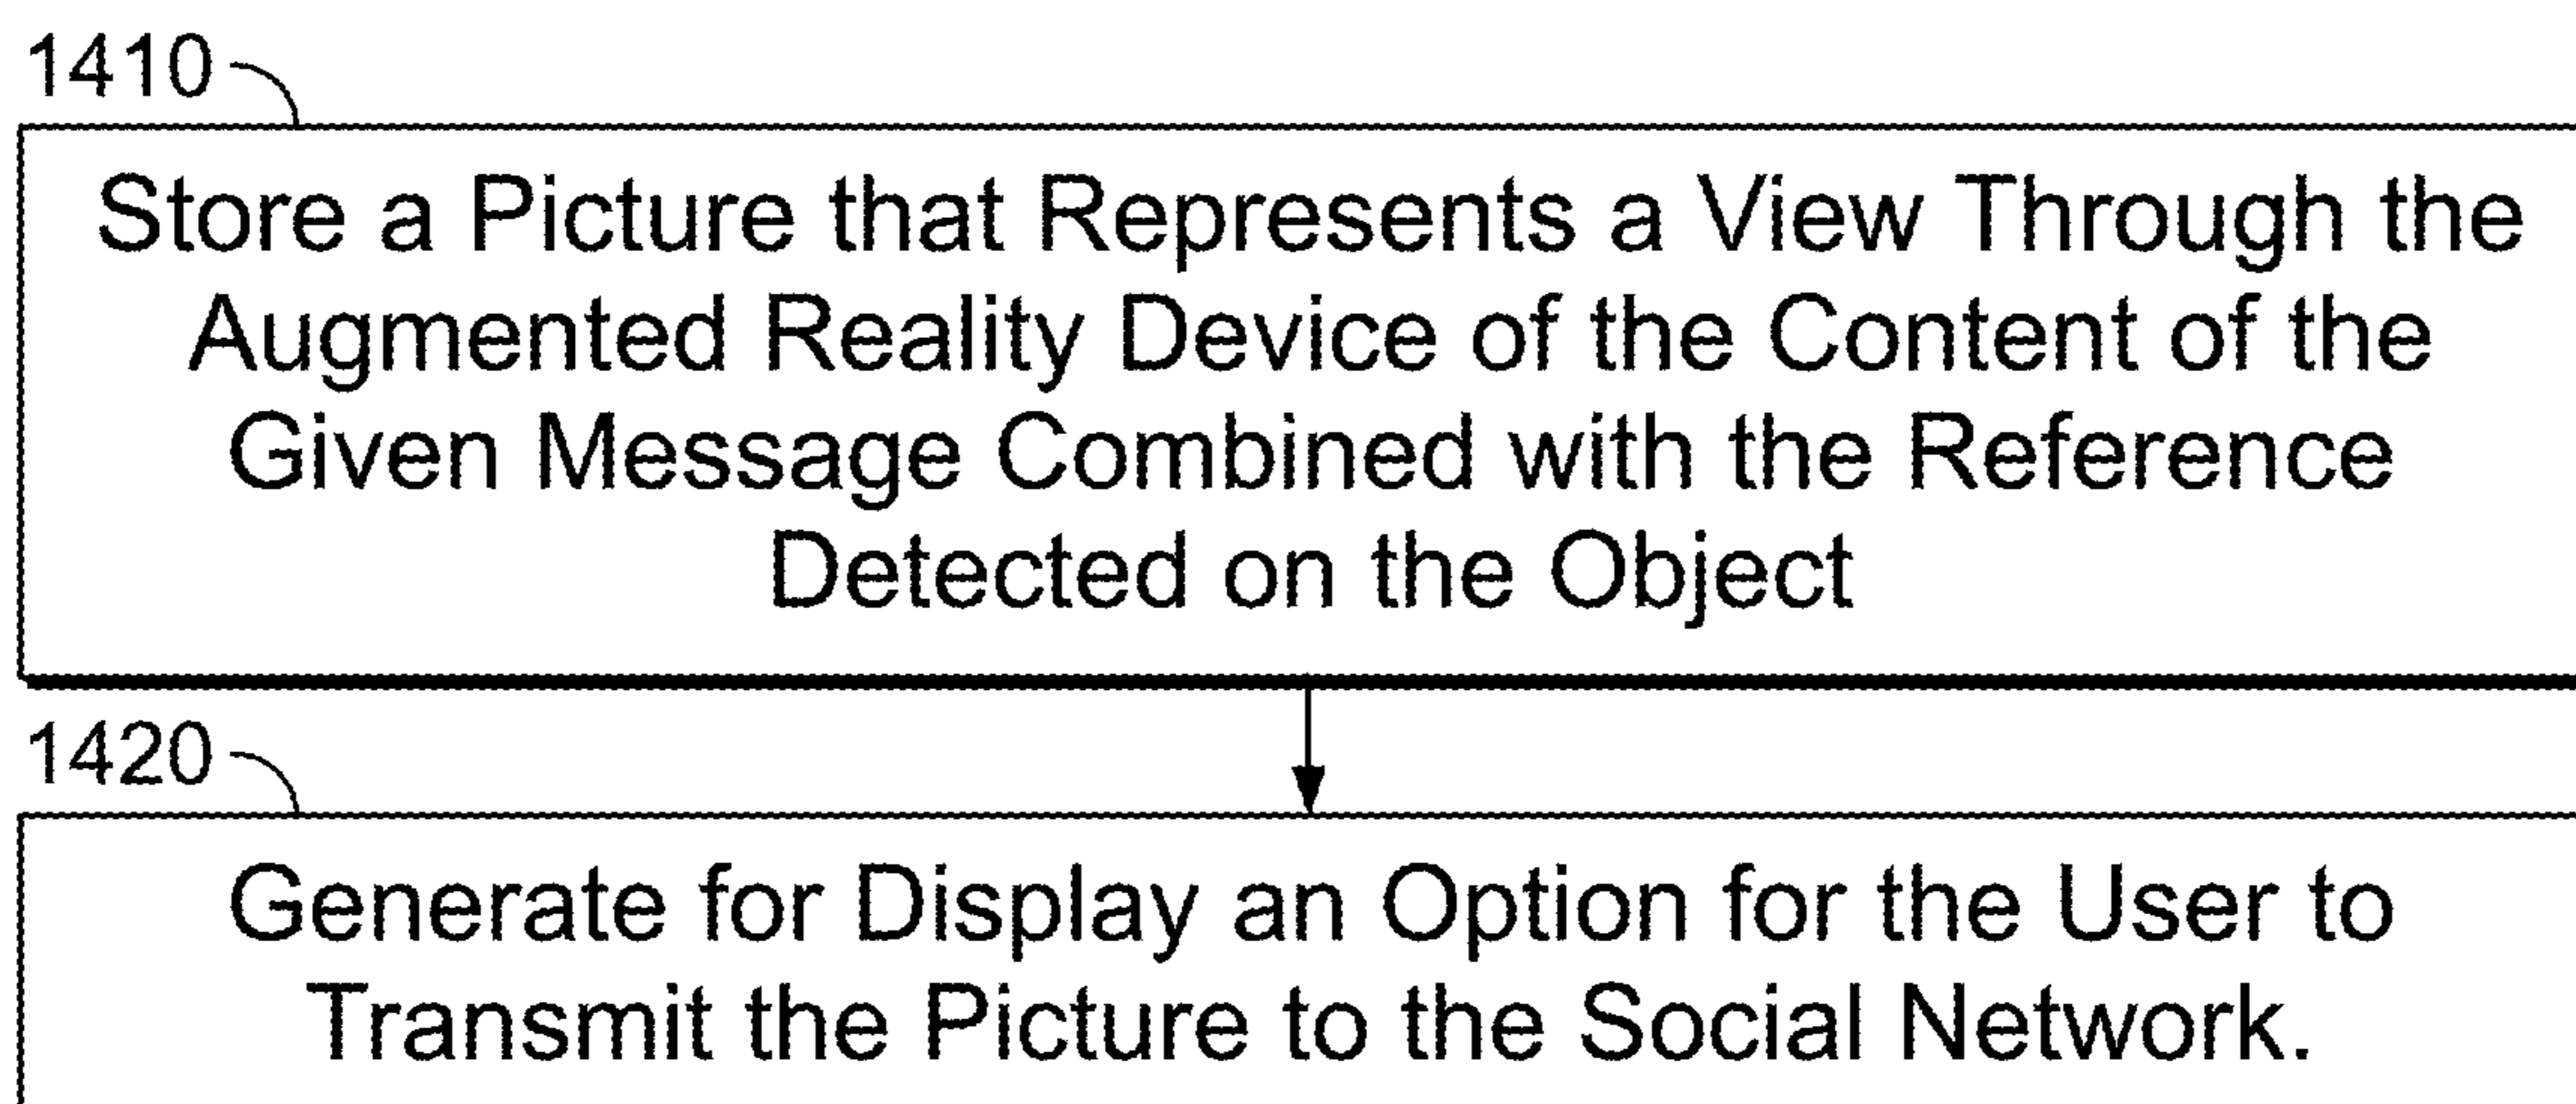 1410
Store a Picture that Represents a View Through the
Augmented Reality Device of the Content of the
Given Message Combined with the Reference
Detected on the Object
1420
Generate for Display an Option for the User to
Transmit the Picture to the Social Network.